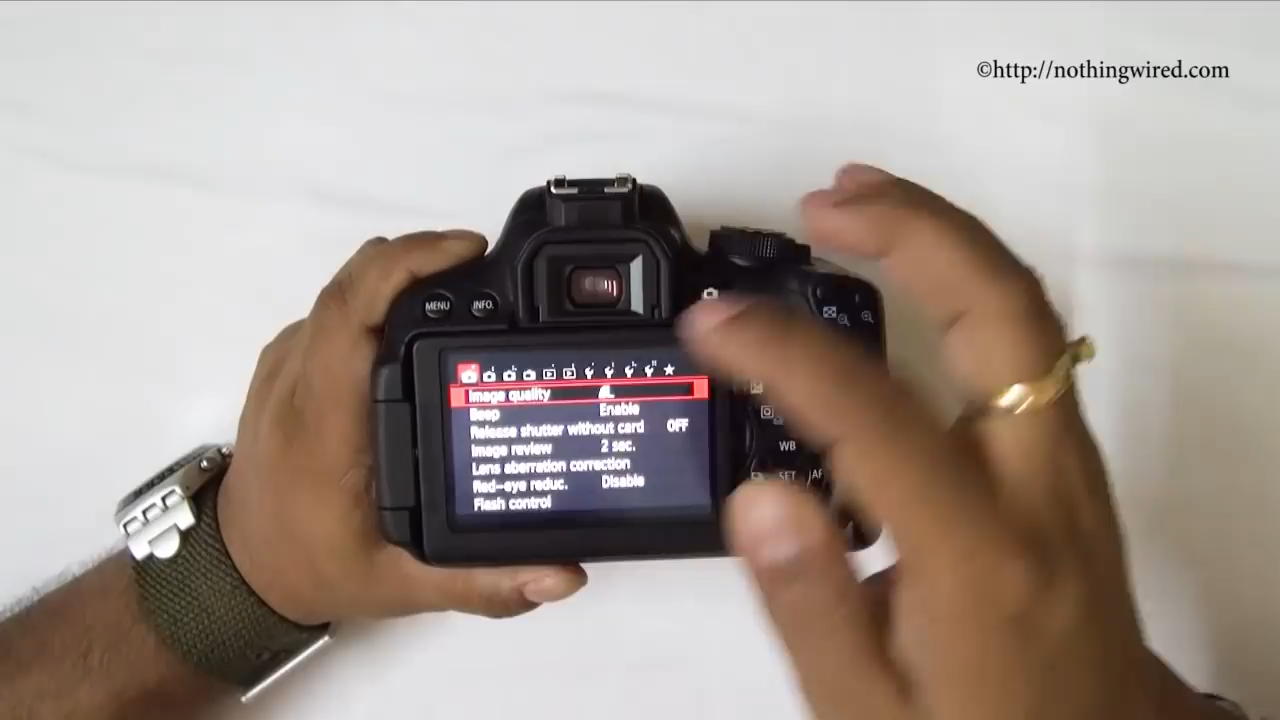 ©http://nothingwired.com
MENU
INFO.
Image quality
Beep Enable
Release shutter without card OFF
Image review 2 sec.
Lens aberration correction
Red-eye reduc. Disable
Flash control
WB
SET
AF